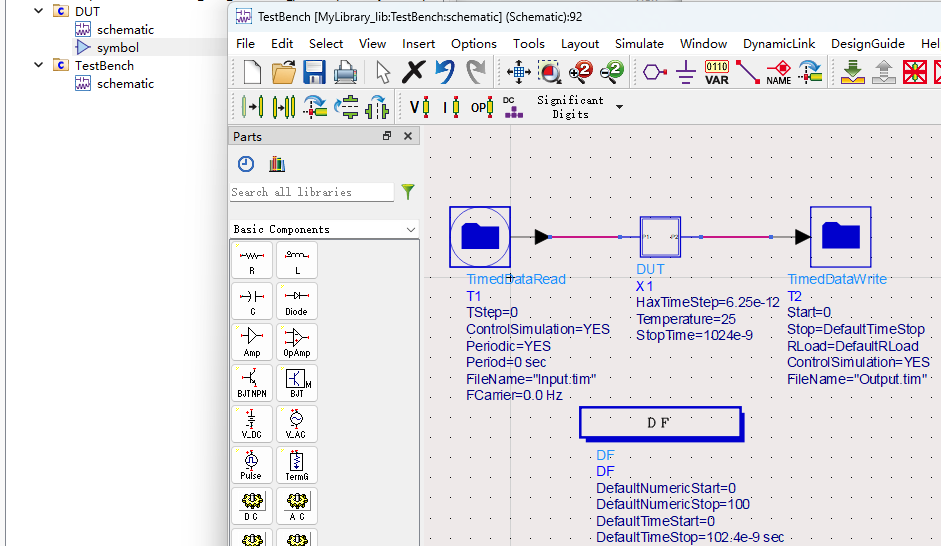 DUT
schematic
symbol
TestBench
schematic
TestBench [MyLibrary_lib:TestBench:schematic] (Schematic):92
File Edit Select View Insert Options Tools Layout Simulate Window DynamicLink DesignGuide Hel
0110
VAR
NAME
V I OP DC Significant
Digits
Parts
Search all libraries
Basic Components
R L
C Diode
Amp OpAmp
BJTNPN BJT
M
V_DC V_AC
Pulse TermG
DC AC
TimedDataRead
T1
TStep=0
ControlSimulation=YES
Periodic=YES
Period=0 sec
FileName="Input.tim"
FCarrier=0.0 Hz
P1 P2
DUT
X1
HaxTimeStep=6.25e-12
Temperature=25
StopTime=1024e-9
TimedDataWrite
T2
Start=0
Stop=DefaultTimeStop
RLoad=DefaultRLoad
ControlSimulation=YES
FileName="Output.tim"
DF
DF
DF
DefaultNumericStart=0
DefaultNumericStop=100
DefaultTimeStart=0
DefaultTimeStop=102.4e-9 sec